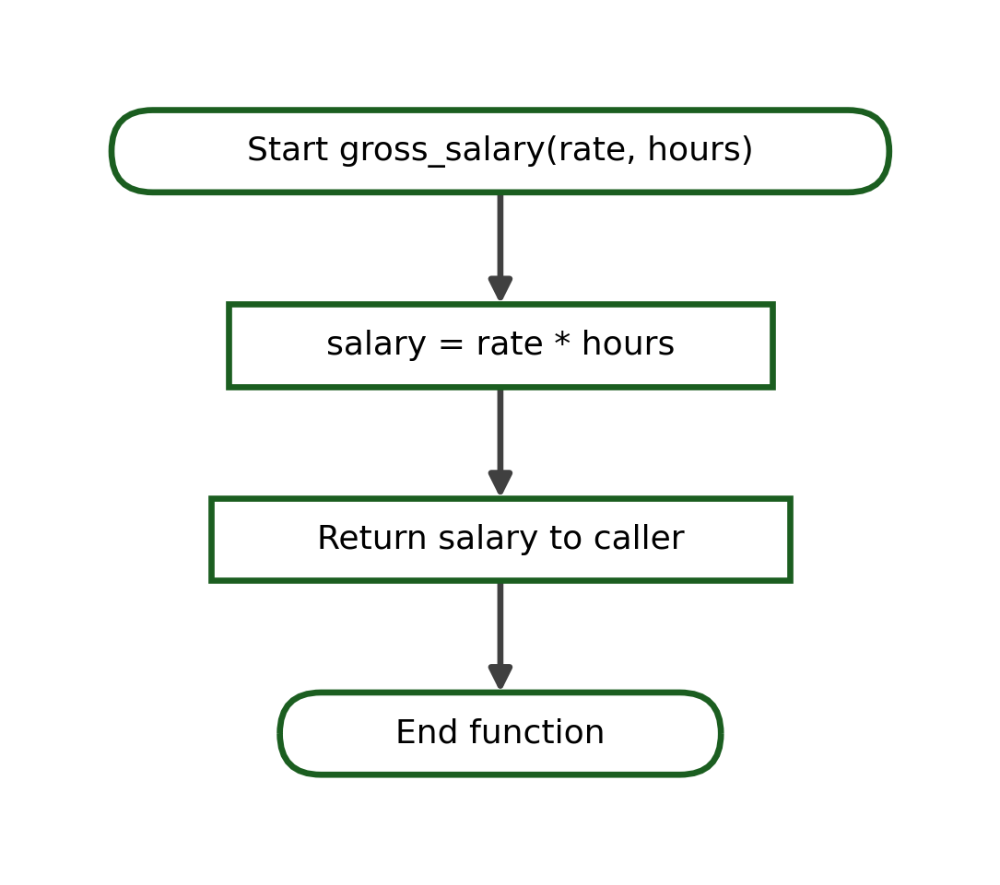 Start gross_salary(rate, hours)
salary = rate * hours
Return salary to caller
End function